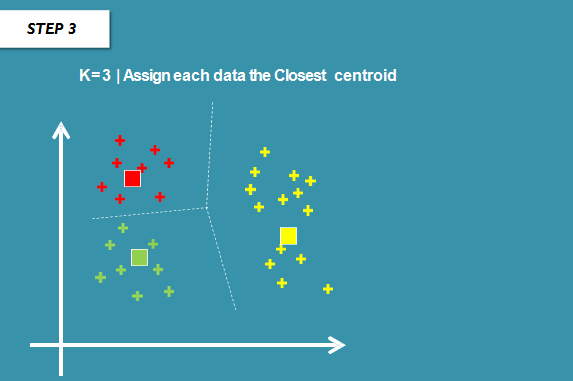 STEP 3
K= 3 | Assign each data the Closest centroid